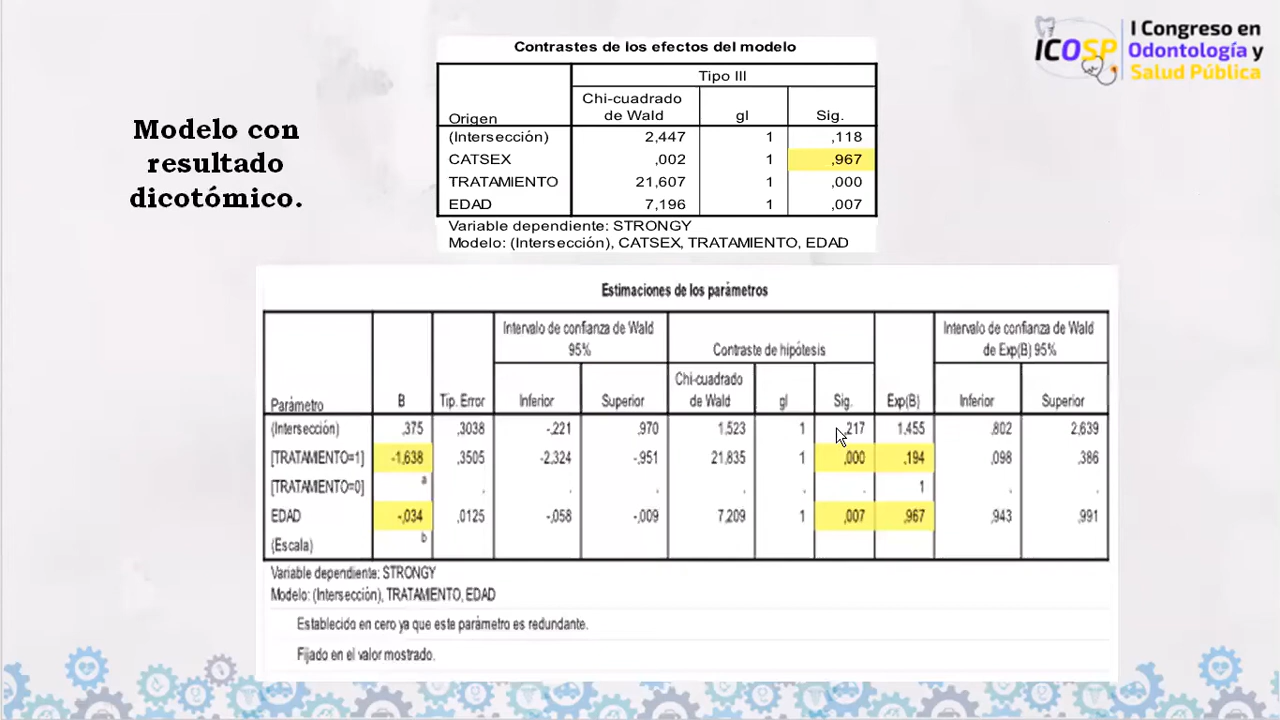 ICOSP
I Congreso en
Odontología y
Salud Pública
Modelo con
resultado
dicotómico.
Contrastes de los efectos del modelo
Tipo III
Origen Chi-cuadrado de Wald gl Sig.
(Intersección) 2,447 1 ,118
CATSEX ,002 1 ,967
TRATAMIENTO 21,607 1 ,000
EDAD 7,196 1 ,007
Variable dependiente: STRONGY
Modelo: (Intersección), CATSEX, TRATAMIENTO, EDAD
Estimaciones de los parámetros
Intervalo de confianza de Wald 95% Contraste de hipótesis Intervalo de confianza de Wald de Exp(B) 95%
Parámetro B Tip. Error Inferior Superior Chi-cuadrado de Wald gl Sig. Exp(B) Inferior Superior
(Intersección) ,375 ,3038 -,221 ,970 1,523 1 ,217 1,455 ,802 2,639
[TRATAMIENTO=1] -1,638 ,3505 -2,324 -,951 21,835 1 ,000 ,194 ,098 ,386
[TRATAMIENTO=0] a . . . . . . 1 . .
EDAD -,034 ,0125 -,058 -,009 7,209 1 ,007 ,967 ,943 ,991
(Escala) b
Variable dependiente: STRONGY
Modelo: (Intersección), TRATAMIENTO, EDAD
Establecido en cero ya que este parámetro es redundante.
Fijado en el valor mostrado.